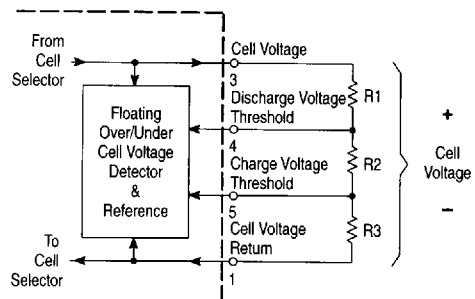 From
Cell
Selector
Cell Voltage
3
Discharge Voltage
Threshold
4
Charge Voltage
Threshold
5
Cell Voltage
Return
1
Floating
Over/Under
Cell Voltage
Detector
&
Reference
To
Cell
Selector
R1
R2
R3
+
Cell
Voltage
–